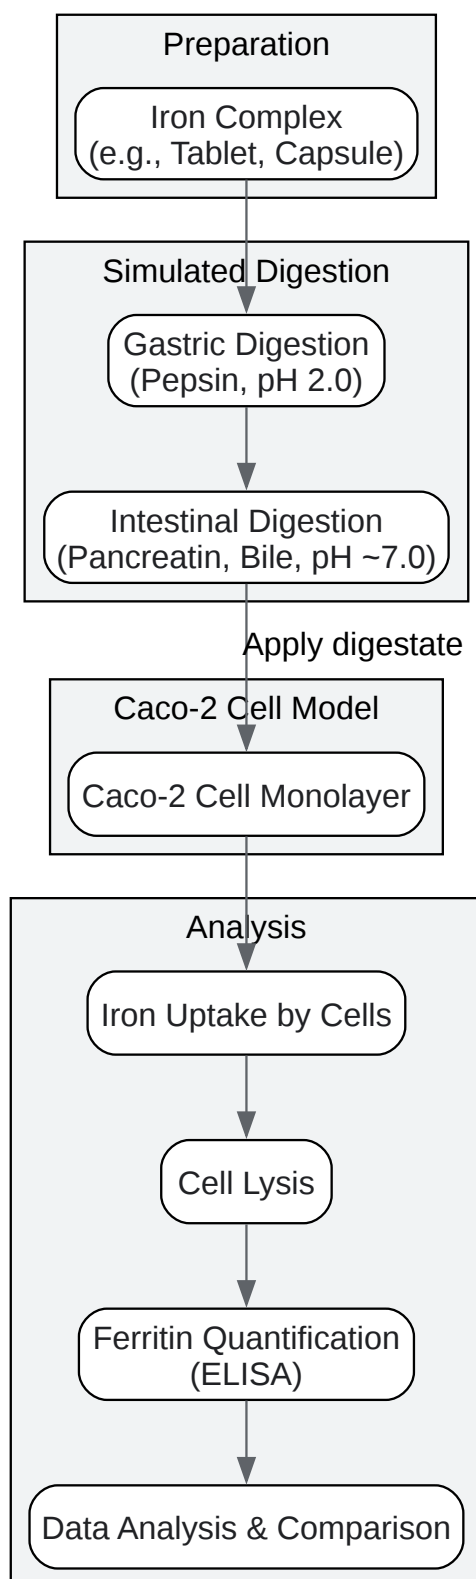 Preparation
Iron Complex
(e.g., Tablet, Capsule)
Simulated Digestion
Gastric Digestion
(Pepsin, pH 2.0)
Intestinal Digestion
(Pancreatin, Bile, pH ~7.0)
Apply digestate
Caco-2 Cell Model
Caco-2 Cell Monolayer
Analysis
Iron Uptake by Cells
Cell Lysis
Ferritin Quantification
(ELISA)
Data Analysis & Comparison